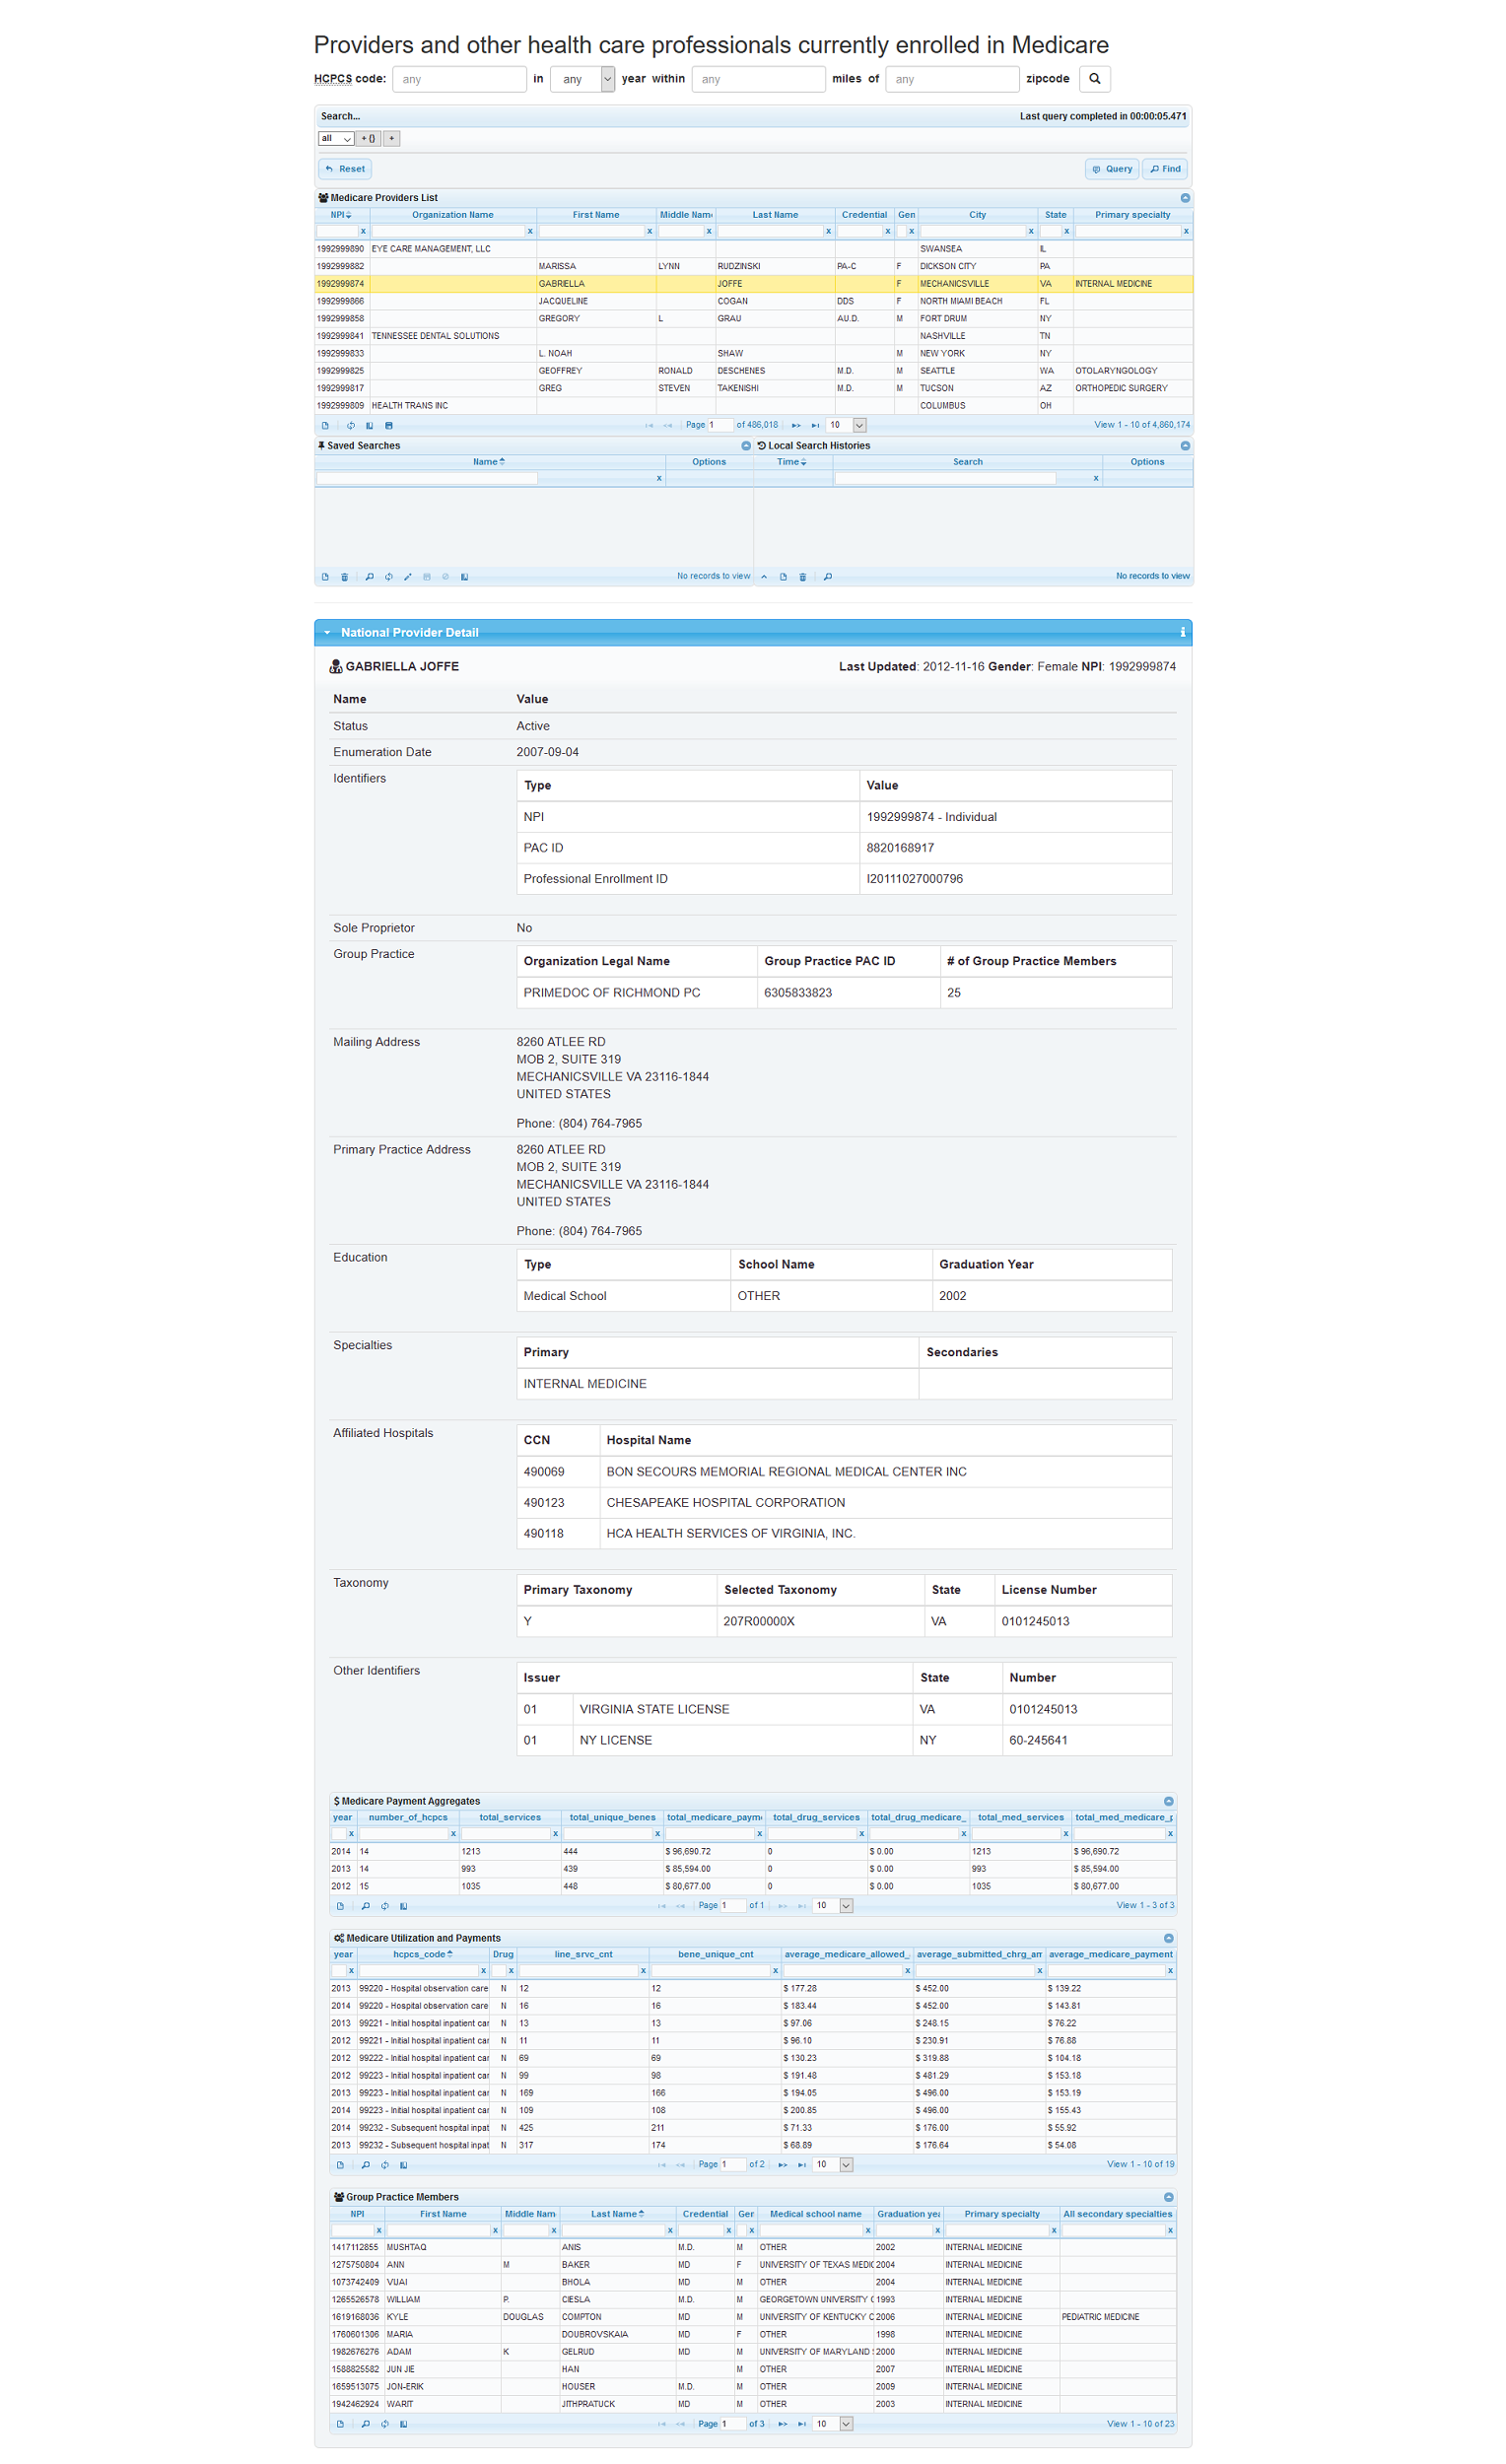 Providers and other health care professionals currently enrolled in Medicare
HCPCS code: any in any year within any miles of any zipcode
Search... Last query completed in 00:00:05.471
all + {} +
Reset Query Find
Medicare Providers List
NPI Organization Name First Name Middle Nam Last Name Credential Gen City State Primary specialty
x x x x x x x x x x
1992999890 EYE CARE MANAGEMENT, LLC SWANSEA IL
1992999882 MARISSA LYNN RUDZINSKI PA-C F DICKSON CITY PA
1992999874 GABRIELLA JOFFE F MECHANICSVILLE VA INTERNAL MEDICINE
1992999866 JACQUELINE COGAN DDS F NORTH MIAMI BEACH FL
1992999858 GREGORY L GRAU AU.D. M FORT DRUM NY
1992999841 TENNESSEE DENTAL SOLUTIONS NASHVILLE TN
1992999833 L. NOAH SHAW M NEW YORK NY
1992999825 GEOFFREY RONALD DESCHENES M.D. M SEATTLE WA OTOLARYNGOLOGY
1992999817 GREG STEVEN TAKENISHI M.D. M TUCSON AZ ORTHOPEDIC SURGERY
1992999809 HEALTH TRANS INC COLUMBUS OH
Page 1 of 486,018 10 View 1 - 10 of 4,860,174
Saved Searches Local Search Histories
Name Options Time Search Options
x x
No records to view No records to view
National Provider Detail
GABRIELLA JOFFE Last Updated: 2012-11-16 Gender: Female NPI: 1992999874
Name Value
Status Active
Enumeration Date 2007-09-04
Identifiers Type Value
NPI 1992999874 - Individual
PAC ID 8820168917
Professional Enrollment ID I20111027000796
Sole Proprietor No
Group Practice Organization Legal Name Group Practice PAC ID # of Group Practice Members
PRIMEDOC OF RICHMOND PC 6305833823 25
Mailing Address 8260 ATLEE RD
MOB 2, SUITE 319
MECHANICSVILLE VA 23116-1844
UNITED STATES
Phone: (804) 764-7965
Primary Practice Address 8260 ATLEE RD
MOB 2, SUITE 319
MECHANICSVILLE VA 23116-1844
UNITED STATES
Phone: (804) 764-7965
Education Type School Name Graduation Year
Medical School OTHER 2002
Specialties Primary Secondaries
INTERNAL MEDICINE
Affiliated Hospitals CCN Hospital Name
490069 BON SECOURS MEMORIAL REGIONAL MEDICAL CENTER INC
490123 CHESAPEAKE HOSPITAL CORPORATION
490118 HCA HEALTH SERVICES OF VIRGINIA, INC.
Taxonomy Primary Taxonomy Selected Taxonomy State License Number
Y 207R00000X VA 0101245013
Other Identifiers Issuer State Number
01 VIRGINIA STATE LICENSE VA 0101245013
01 NY LICENSE NY 60-245641
$ Medicare Payment Aggregates
year number_of_hcpcs total_services total_unique_benes total_medicare_paym total_drug_services total_drug_medicare_ total_med_services total_med_medicare_p
x x x x x x x x x
2014 14 1213 444 $ 96,690.72 0 $ 0.00 1213 $ 96,690.72
2013 14 993 439 $ 85,594.00 0 $ 0.00 993 $ 85,594.00
2012 15 1035 448 $ 80,677.00 0 $ 0.00 1035 $ 80,677.00
Page 1 of 1 10 View 1 - 3 of 3
Medicare Utilization and Payments
year hcpcs_code Drug line_srvc_cnt bene_unique_cnt average_medicare_allowed_ average_submitted_chrg_am average_medicare_payment
x x x x x x x x
2013 99220 - Hospital observation care N 12 12 $ 177.28 $ 452.00 $ 139.22
2014 99220 - Hospital observation care N 16 16 $ 183.44 $ 452.00 $ 143.81
2013 99221 - Initial hospital inpatient car N 13 13 $ 97.06 $ 248.15 $ 76.22
2012 99221 - Initial hospital inpatient car N 11 11 $ 96.10 $ 230.91 $ 76.88
2012 99222 - Initial hospital inpatient car N 69 69 $ 130.23 $ 319.88 $ 104.18
2012 99223 - Initial hospital inpatient car N 99 98 $ 191.48 $ 481.29 $ 153.18
2013 99223 - Initial hospital inpatient car N 169 166 $ 194.05 $ 496.00 $ 153.19
2014 99223 - Initial hospital inpatient car N 109 108 $ 200.85 $ 496.00 $ 155.43
2014 99232 - Subsequent hospital inpat N 425 211 $ 71.33 $ 176.00 $ 55.92
2013 99232 - Subsequent hospital inpat N 317 174 $ 68.89 $ 176.64 $ 54.08
Page 1 of 2 10 View 1 - 10 of 19
Group Practice Members
NPI First Name Middle Nam Last Name Credential Ger Medical school name Graduation yea Primary specialty All secondary specialties
x x x x x x x x x x
1417112855 MUSHTAQ ANIS M.D. M OTHER 2002 INTERNAL MEDICINE
1275750804 ANN M BAKER MD F UNIVERSITY OF TEXAS MEDIC 2004 INTERNAL MEDICINE
1073742409 VIJAI BHOLA MD M OTHER 2004 INTERNAL MEDICINE
1265526578 WILLIAM P. CIESLA M.D. M GEORGETOWN UNIVERSITY 1993 INTERNAL MEDICINE
1619168036 KYLE DOUGLAS COMPTON MD M UNIVERSITY OF KENTUCKY C 2006 INTERNAL MEDICINE PEDIATRIC MEDICINE
1760601306 MARIA DOUBROVSKAIA MD F OTHER 1998 INTERNAL MEDICINE
1982676276 ADAM K GELRUD MD M UNIVERSITY OF MARYLAND 2000 INTERNAL MEDICINE
1588825582 JUN JIE HAN M OTHER 2007 INTERNAL MEDICINE
1659513075 JON-ERIK HOUSER M.D. M OTHER 2009 INTERNAL MEDICINE
1942462924 WARIT JITHPRATUCK MD M OTHER 2003 INTERNAL MEDICINE
Page 1 of 3 10 View 1 - 10 of 23